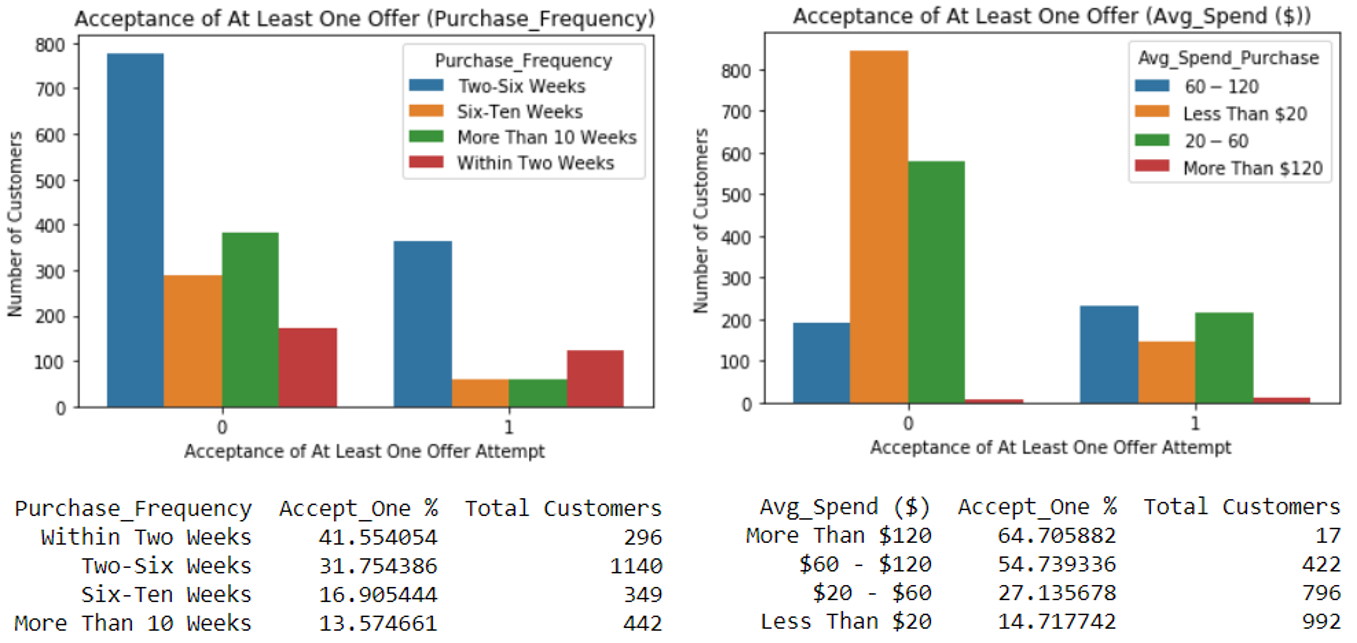 Acceptance of At Least One Offer (Purchase_Frequency)
800
700
600
500
400
300
200
100
0
Number of Customers
Purchase_Frequency
Two-Six Weeks
Six-Ten Weeks
More Than 10 Weeks
Within Two Weeks
0
1
Acceptance of At Least One Offer Attempt
Acceptance of At Least One Offer (Avg_Spend ($))
800
700
600
500
400
300
200
100
0
Number of Customers
Avg_Spend_Purchase
60 − 120
Less Than $20
20 − 60
More Than $120
0
1
Acceptance of At Least One Offer Attempt
Purchase_Frequency Accept_One % Total Customers
Within Two Weeks 41.554054 296
Two-Six Weeks 31.754386 1140
Six-Ten Weeks 16.905444 349
More Than 10 Weeks 13.574661 442
Avg_Spend ($) Accept_One % Total Customers
More Than $120 64.705882 17
$60 - $120 54.739336 422
$20 - $60 27.135678 796
Less Than $20 14.717742 992